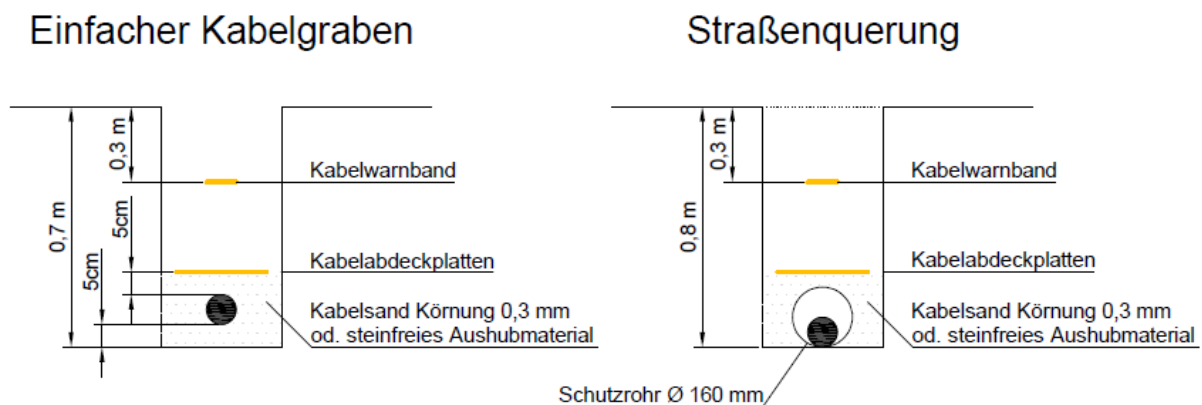 Einfacher Kabelgraben
0,3 m
0,7 m
5cm
5cm
Kabelwarnband
Kabelabdeckplatten
Kabelsand Körnung 0,3 mm
od. steinfreies Aushubmaterial
Straßenquerung
0,3 m
0,8 m
Kabelwarnband
Kabelabdeckplatten
Kabelsand Körnung 0,3 mm
od. steinfreies Aushubmaterial
Schutzrohr Ø 160 mm